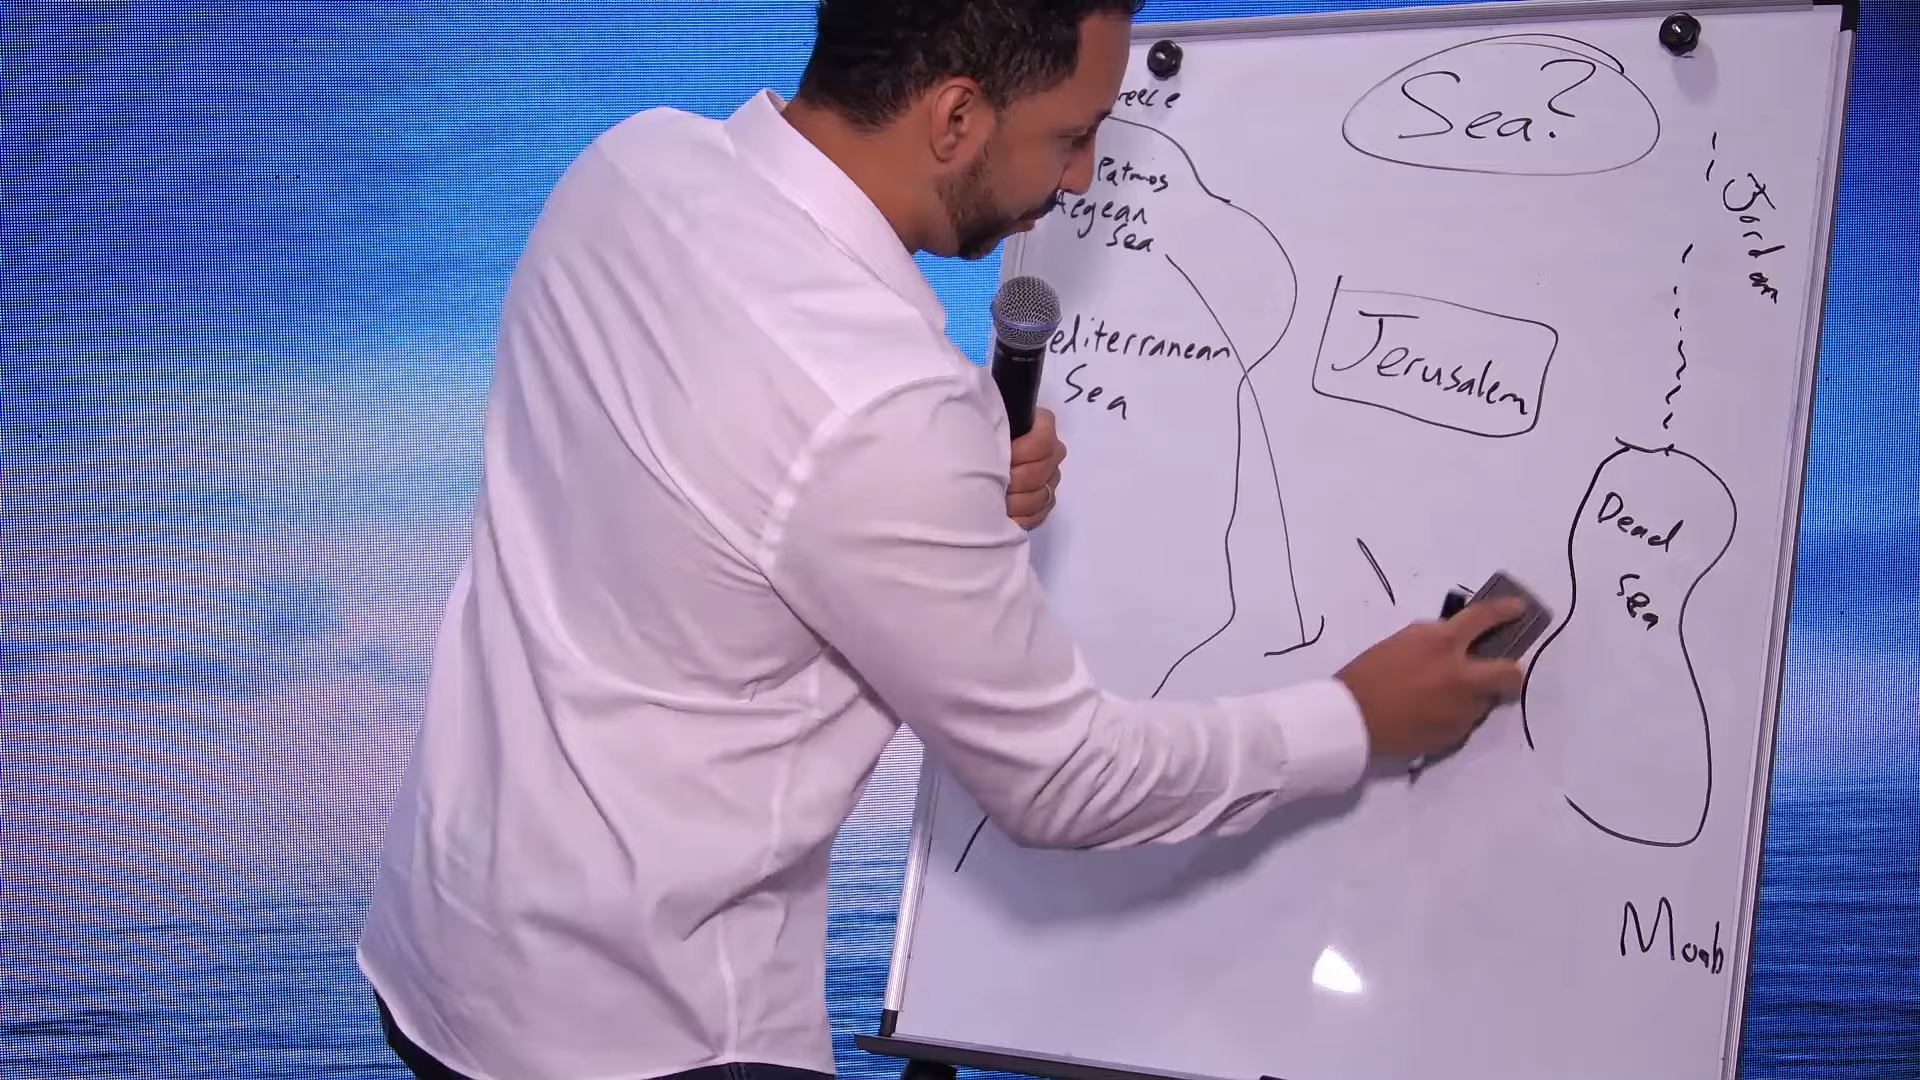 Sea?
reece
Patmos
Aegean
Sea
editerranean
Sea
Jerusalem
Jordan
Dead
Sea
Moab